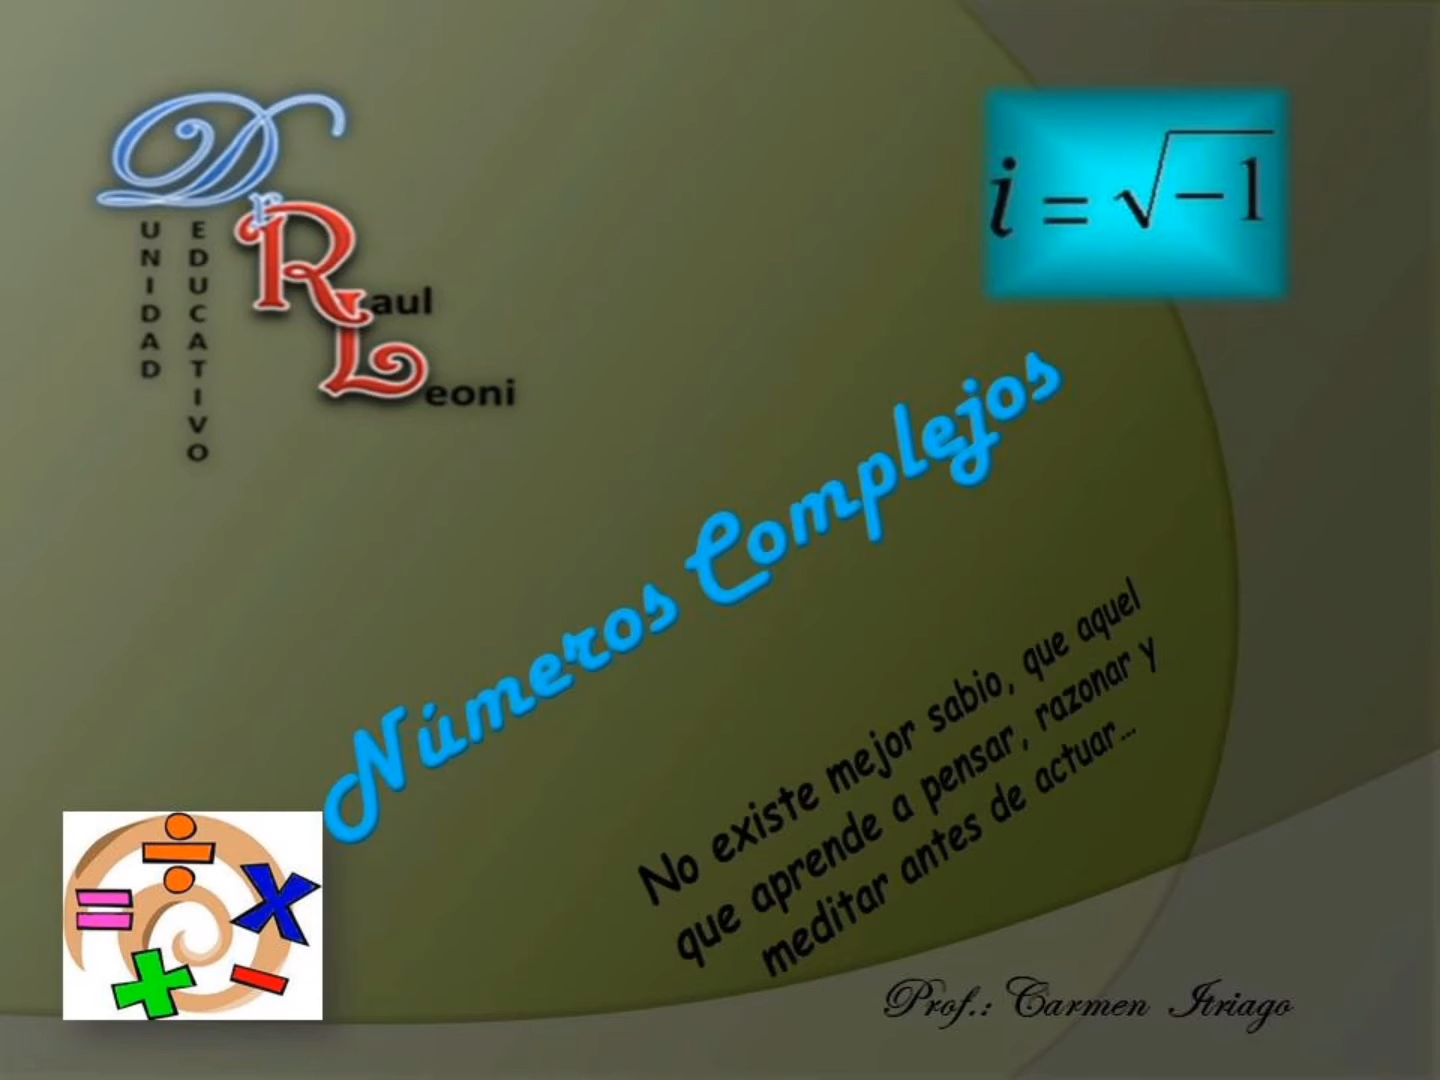 Dr
Raul
Leoni
UNIDAD
EDUCATIVO
i = √−1
Números Complejos
No existe mejor sabio, que aquel
que aprende a pensar, razonar y
meditar antes de actuar...
÷
=
x
+
−
Prof.: Carmen Itriago